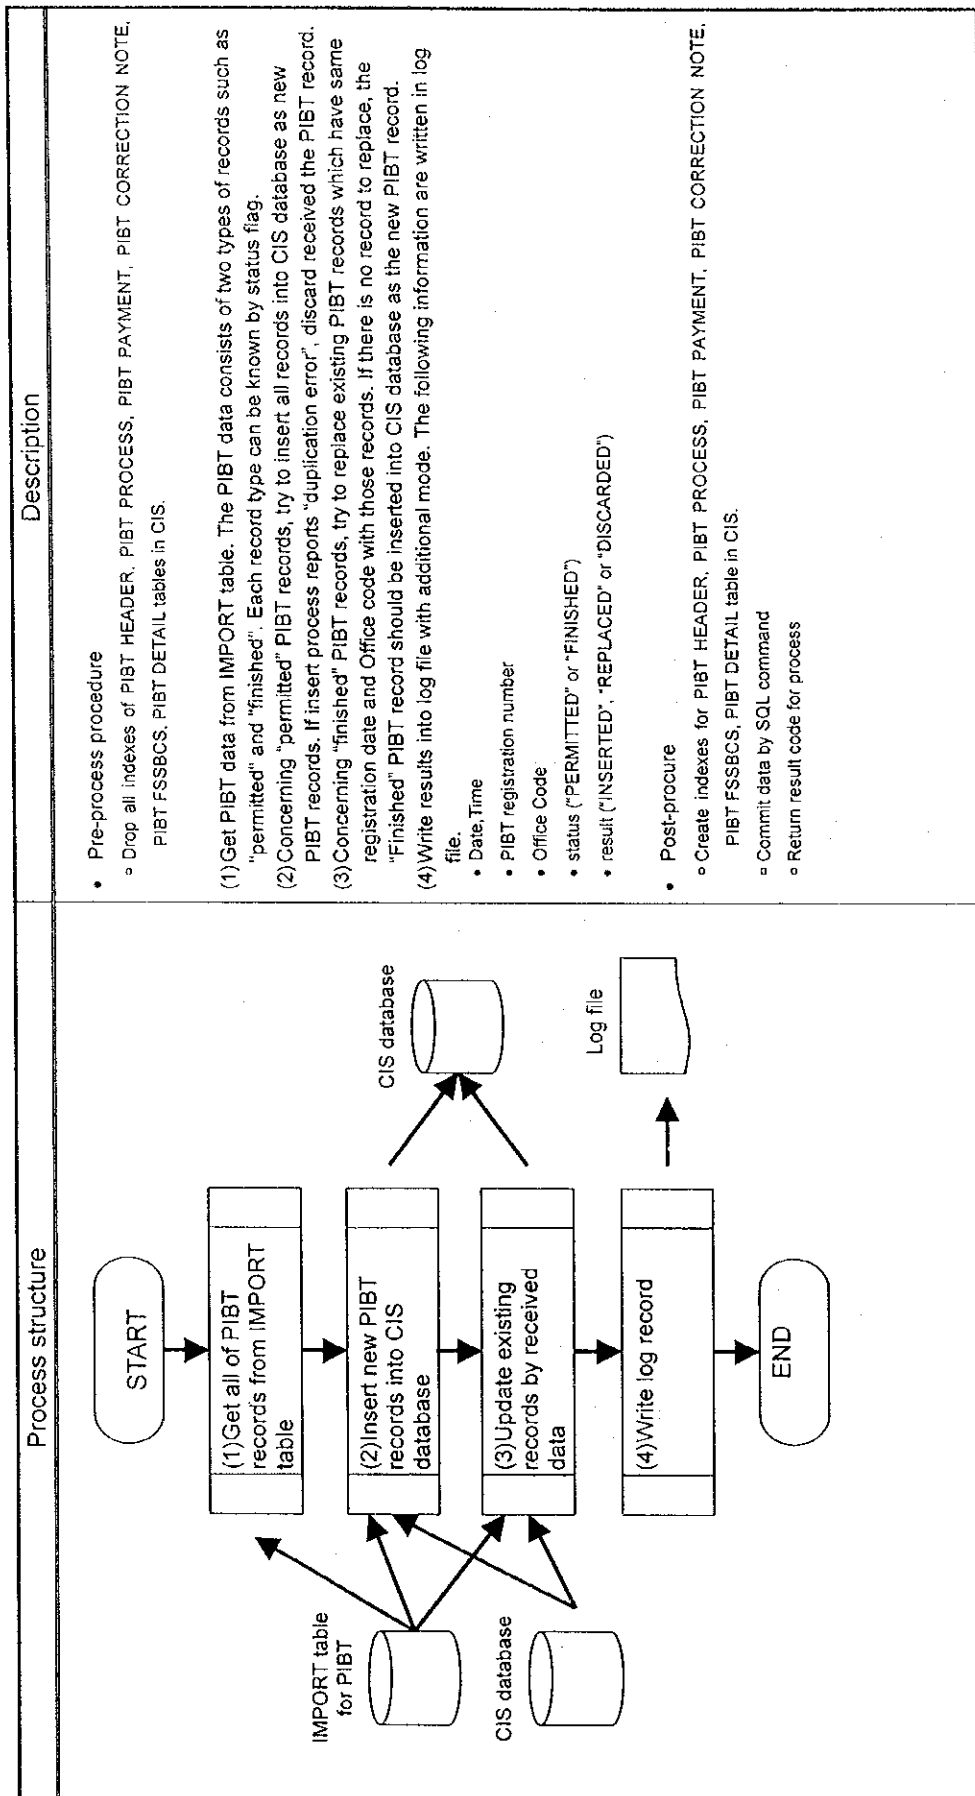 Process structure
Description
START
(1)Get all of PIBT
records from IMPORT
table
(2)Insert new PIBT
records into CIS
database
(3)Update existing
records by received
data
(4)Write log record
END
IMPORT table
for PIBT
CIS database
CIS database
Log file
• Pre-process procedure
o Drop all indexes of PIBT HEADER, PIBT PROCESS, PIBT PAYMENT, PIBT CORRECTION NOTE,
PIBT FSSBCS, PIBT DETAIL tables in CIS.
(1)Get PIBT data from IMPORT table. The PIBT data consists of two types of records such as
"permitted" and "finished". Each record type can be known by status flag.
(2)Concerning "permitted" PIBT records, try to insert all records into CIS database as new
PIBT records. If insert process reports "duplication error", discard received the PIBT record.
(3)Concerning "finished" PIBT records, try to replace existing PIBT records which have same
registration date and Office code with those records. If there is no record to replace, the
"Finished" PIBT record should be inserted into CIS database as the new PIBT record.
(4)Write results into log file with additional mode. The following information are written in log
file.
• Date,Time
• PIBT registration number
• Office Code
• status ("PERMITTED" or "FINISHED")
• result ("INSERTED", "REPLACED" or "DISCARDED")
• Post-procure
o Create indexes for PIBT HEADER, PIBT PROCESS, PIBT PAYMENT, PIBT CORRECTION NOTE,
PIBT FSSBCS, PIBT DETAIL table in CIS.
o Commit data by SQL command
o Return result code for process